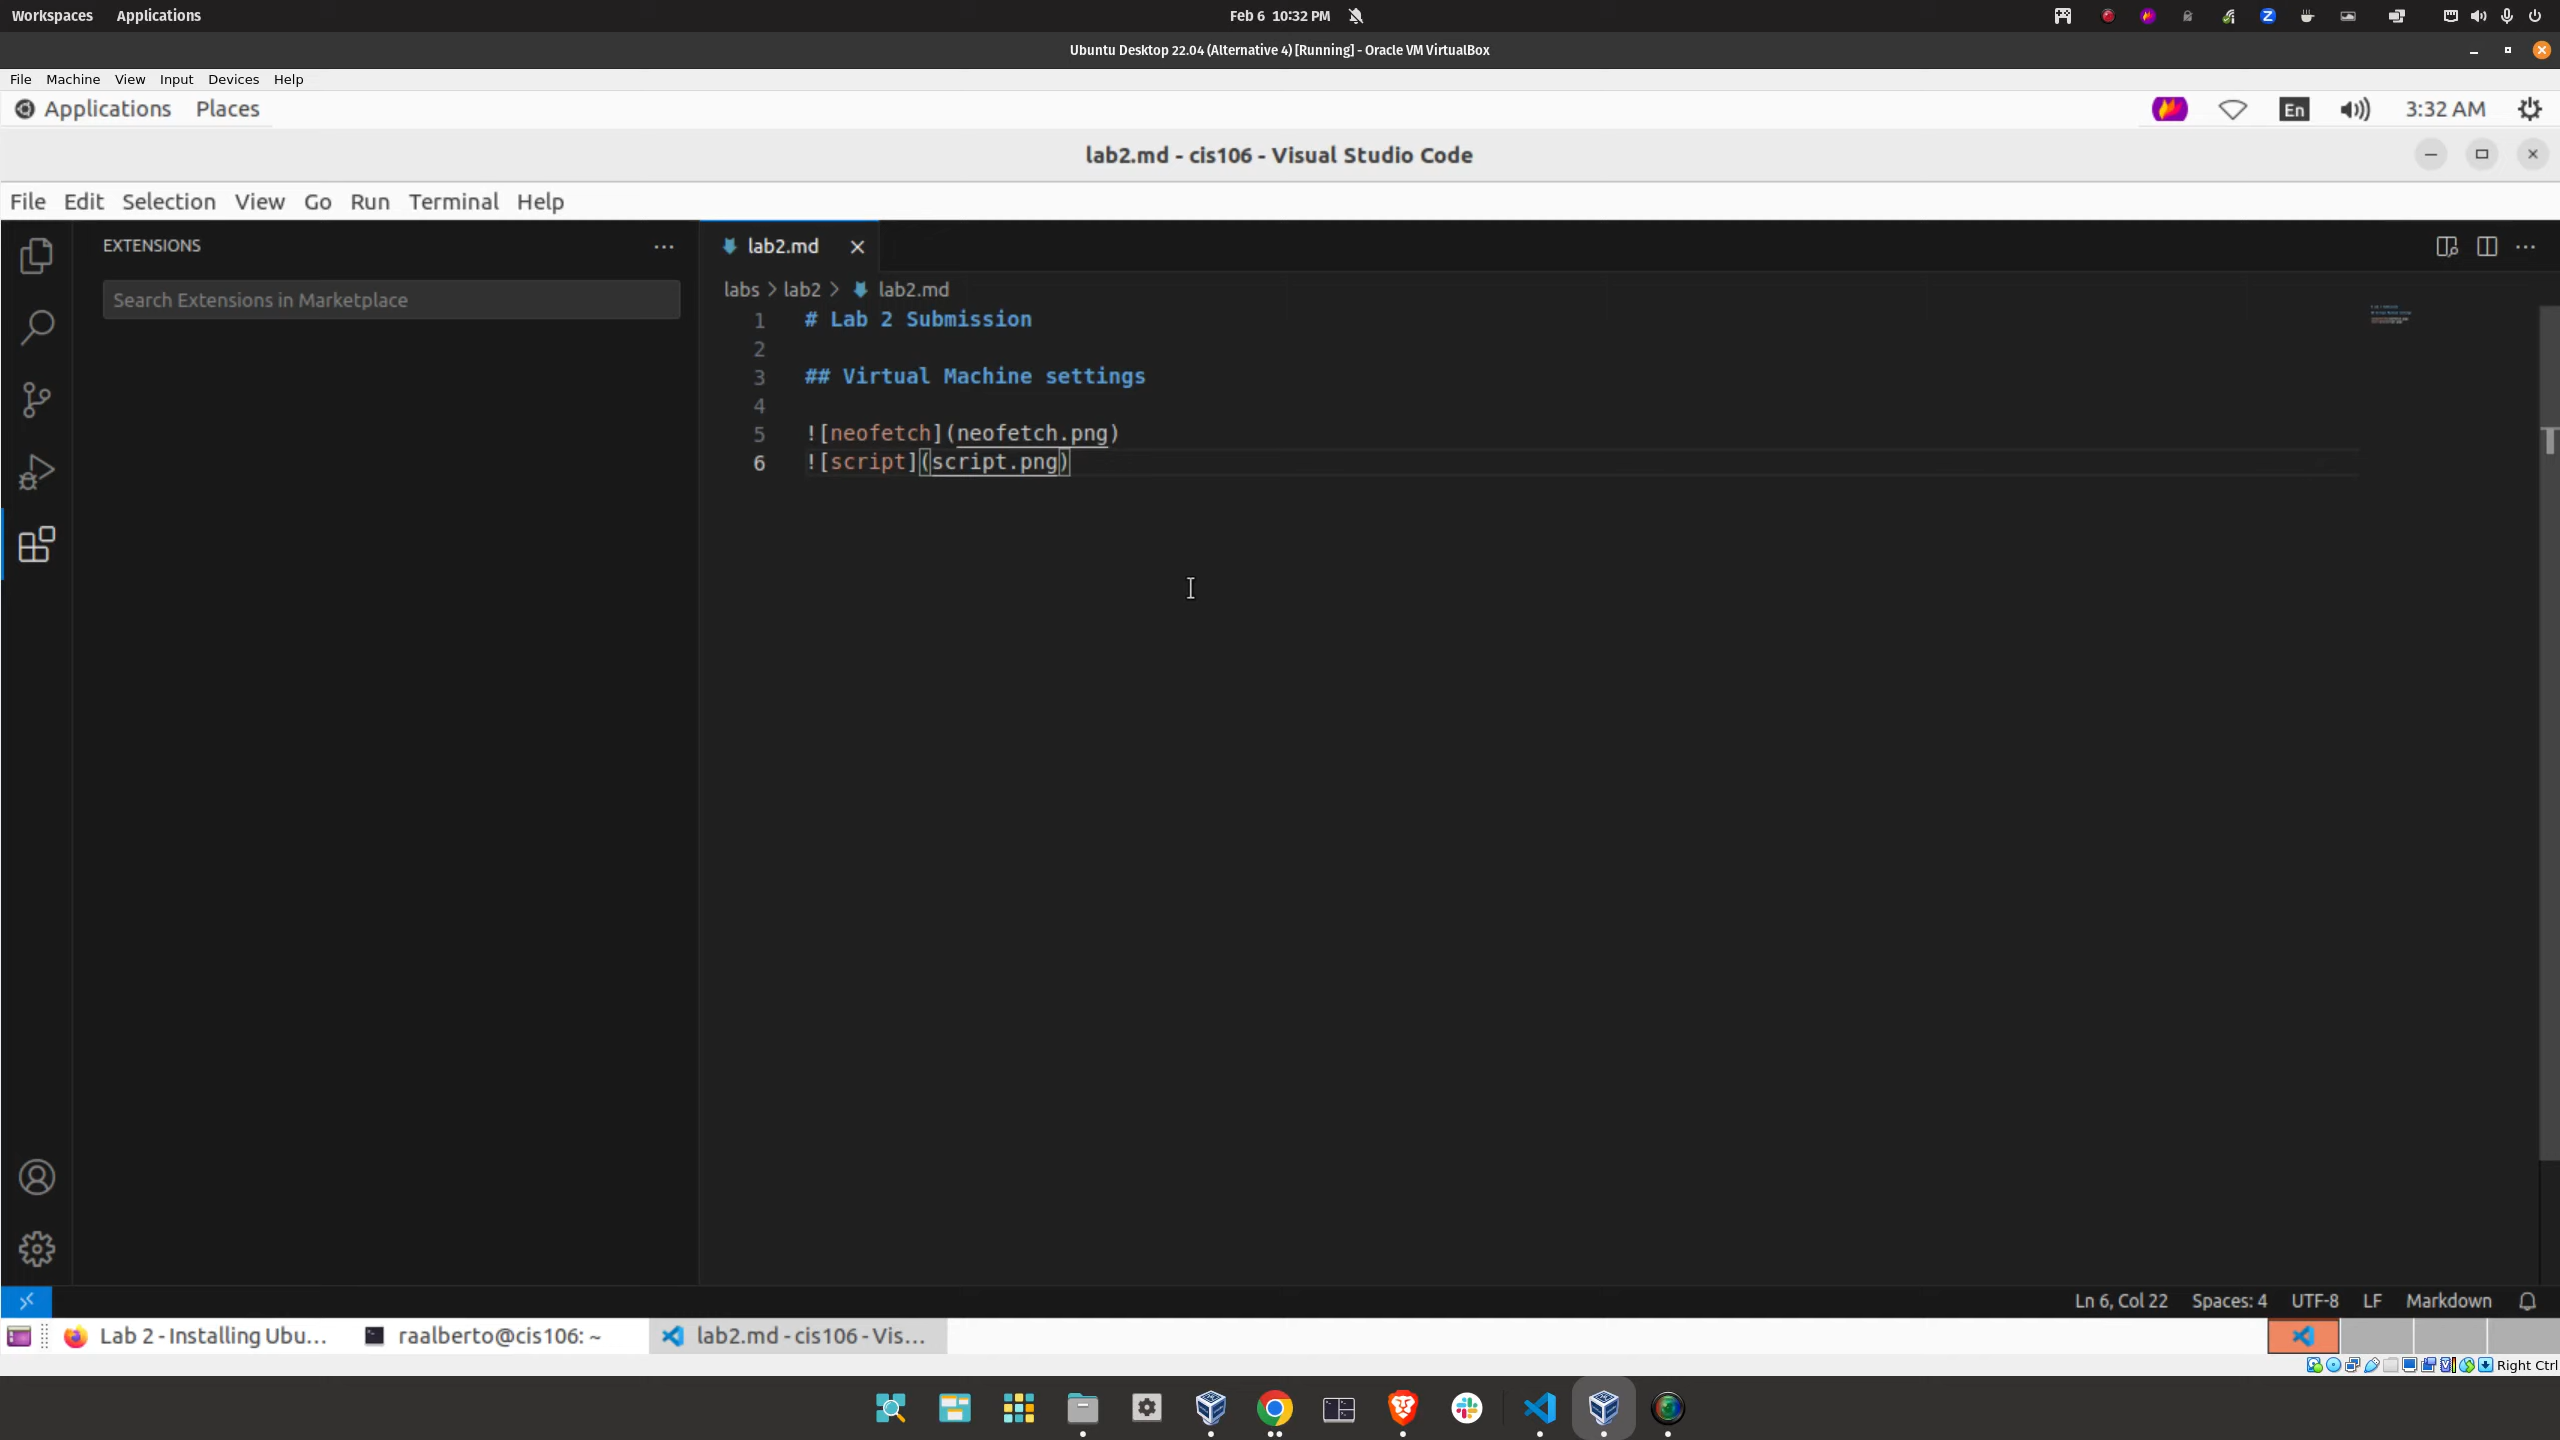 Workspaces Applications Feb 6 10:32 PM
Ubuntu Desktop 22.04 (Alternative 4) [Running] - Oracle VM VirtualBox
File Machine View Input Devices Help
Applications Places En 3:32 AM
lab2.md - cis106 - Visual Studio Code
File Edit Selection View Go Run Terminal Help
EXTENSIONS
Search Extensions in Marketplace
lab2.md
labs > lab2 > lab2.md
1 # Lab 2 Submission
2
3 ## Virtual Machine settings
4
5 ![neofetch](neofetch.png)
6 ![script](script.png)
Ln 6, Col 22 Spaces: 4 UTF-8 LF Markdown
Lab 2 - Installing Ubu... raalberto@cis106: ~ lab2.md - cis106 - Vis...
Right Ctrl